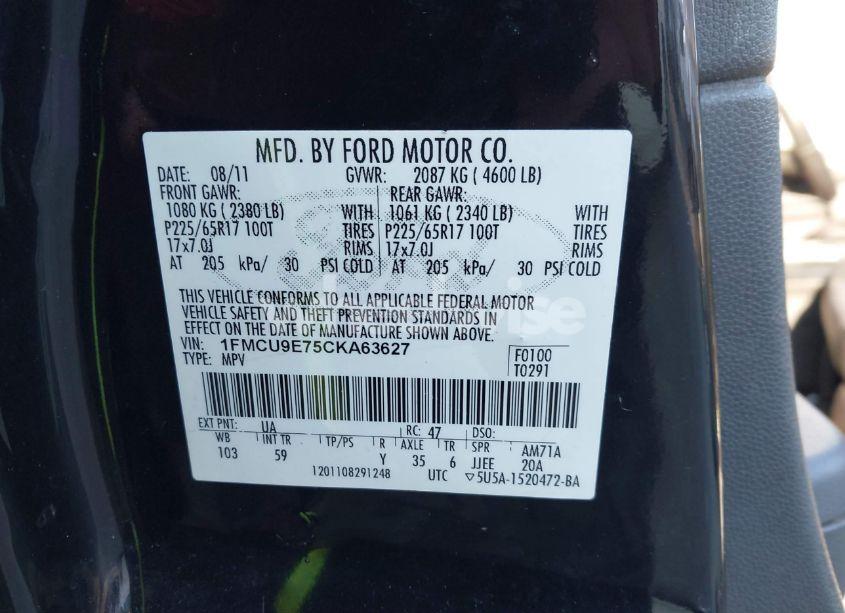 MFD. BY FORD MOTOR CO.
DATE: 08/11 GVWR: 2087 KG ( 4600 LB)
FRONT GAWR: REAR GAWR:
1080 KG ( 2380 LB) WITH 1061 KG ( 2340 LB) WITH
P225/65R17 100T TIRES P225/65R17 100T TIRES
17x7.0J RIMS 17x7.0J RIMS
AT 205 kPa/ 30 PSI COLD AT 205 kPa/ 30 PSI COLD
THIS VEHICLE CONFORMS TO ALL APPLICABLE FEDERAL MOTOR
VEHICLE SAFETY AND THEFT PREVENTION STANDARDS IN
EFFECT ON THE DATE OF MANUFACTURE SHOWN ABOVE.
VIN: 1FMCU9E75CKA63627 F0100
TYPE: MPV T0291
EXT PNT: UA RC: 47 DSO:
WB INT TR TP/PS R AXLE TR SPR AM71A
103 59 Y 35 6 JJEE 20A
1201108291248 UTC ▽5U5A-1520472-BA